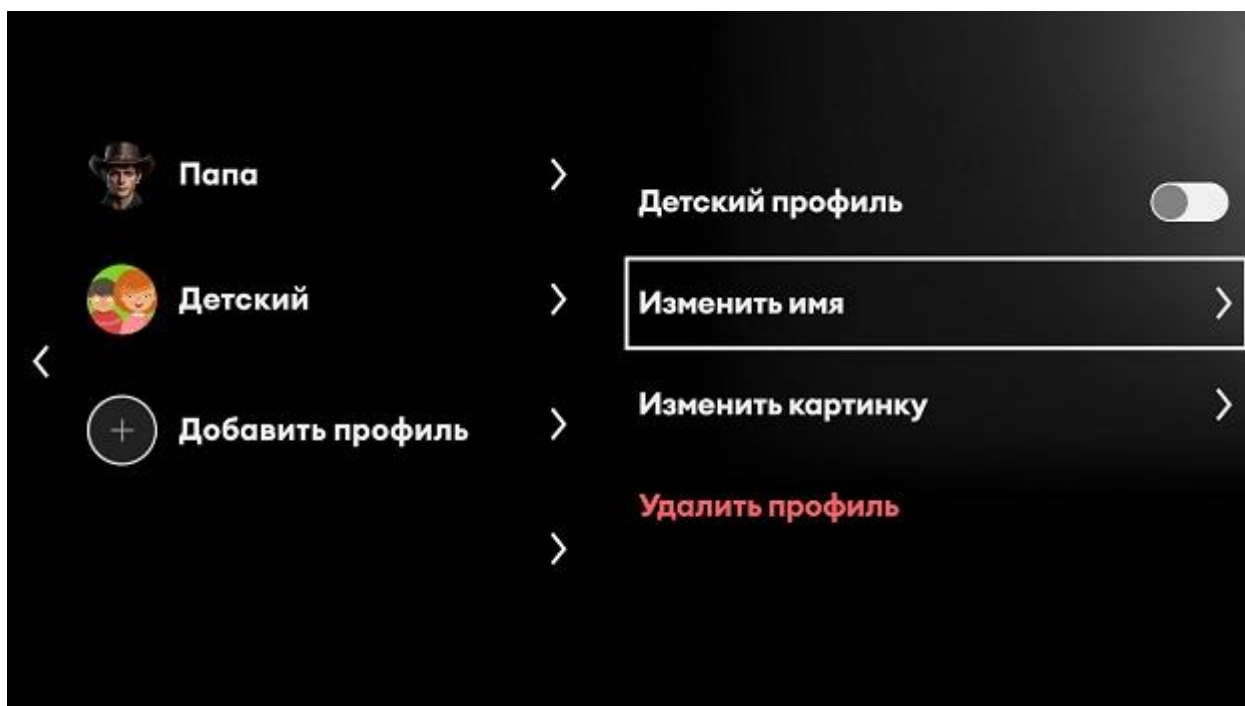 Папа
Детский
Добавить профиль
Детский профиль
Изменить имя
Изменить картинку
Удалить профиль